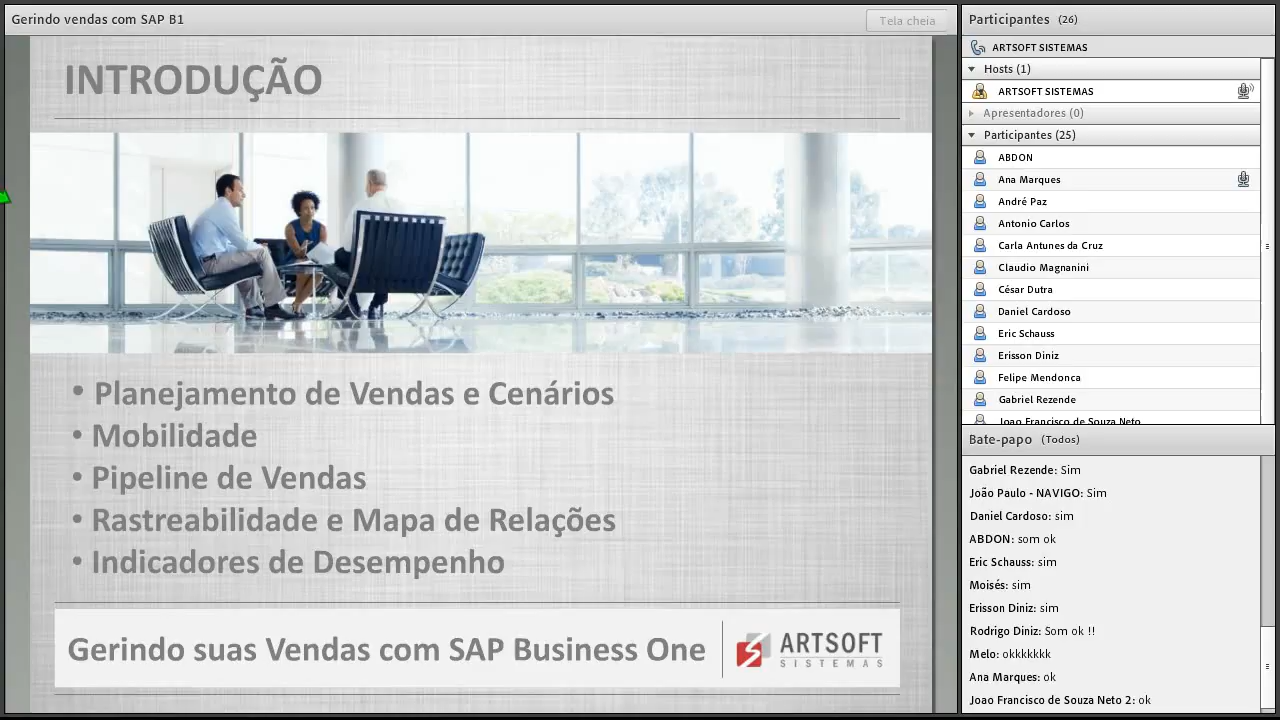 Gerindo vendas com SAP B1
Tela cheia
INTRODUÇÃO
• Planejamento de Vendas e Cenários
• Mobilidade
• Pipeline de Vendas
• Rastreabilidade e Mapa de Relações
• Indicadores de Desempenho
Gerindo suas Vendas com SAP Business One
ARTSOFT
SISTEMAS
Participantes (26)
ARTSOFT SISTEMAS
Hosts (1)
ARTSOFT SISTEMAS
Apresentadores (0)
Participantes (25)
ABDON
Ana Marques
André Paz
Antonio Carlos
Carla Antunes da Cruz
Claudio Magnanini
César Dutra
Daniel Cardoso
Eric Schauss
Erisson Diniz
Felipe Mendonca
Gabriel Rezende
Joao Francisco de Souza Neto
Bate-papo (Todos)
Gabriel Rezende: Sim
João Paulo - NAVIGO: Sim
Daniel Cardoso: sim
ABDON: som ok
Eric Schauss: sim
Moisés: sim
Erisson Diniz: sim
Rodrigo Diniz: Som ok !!
Melo: okkkkkkk
Ana Marques: ok
Joao Francisco de Souza Neto 2: ok